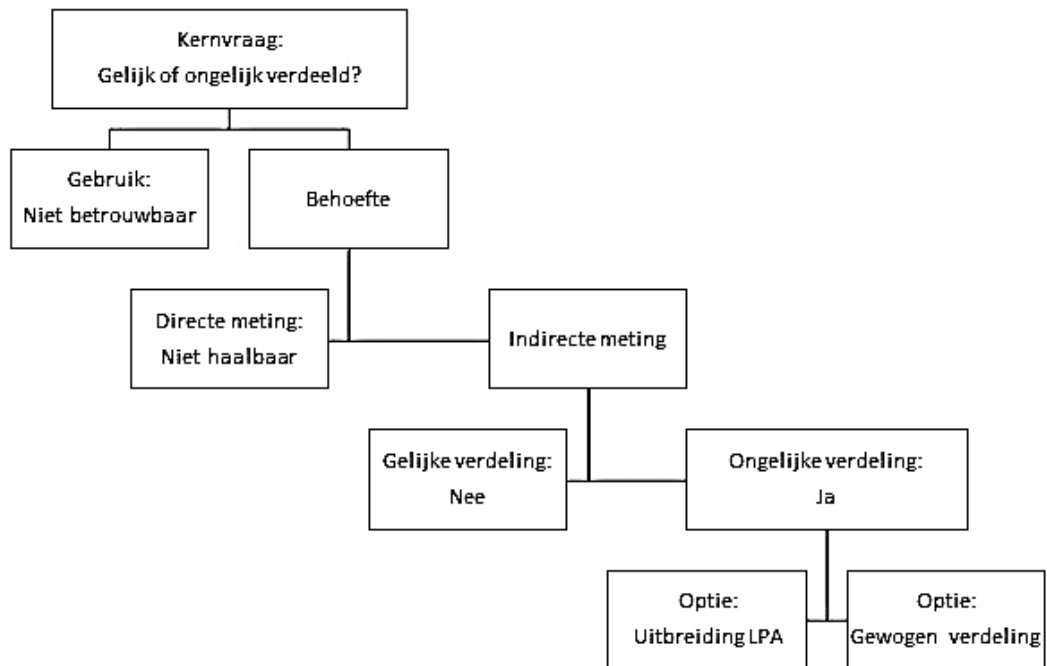 Kernvraag:
Gelijk of ongelijk verdeeld?
Gebruik:
Niet betrouwbaar
Behoefte
Directe meting:
Niet haalbaar
Indirecte meting
Gelijke verdeling:
Nee
Ongelijke verdeling:
Ja
Optie:
Uitbreiding LPA
Optie:
Gewogen verdeling